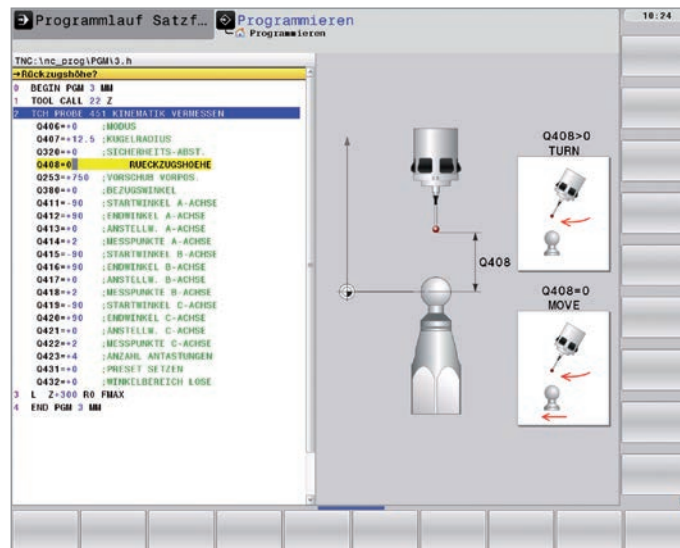 Programmlauf Satzf… Programmieren 10:24
Programmieren
TNC:\nc_prog\PGM\3.h
→Rückzugshöhe?
0 BEGIN PGM 3 MM
1 TOOL CALL 22 Z
2 TCH PROBE 451 KINEMATIK VERMESSEN
Q406=+0 ;MODUS
Q407=+12.5 ;KUGELRADIUS
Q320=+0 ;SICHERHEITS-ABST.
Q408=0 RUECKZUGSHOEHE
Q253=+750 ;VORSCHUB VORPOS.
Q380=+0 ;BEZUGSWINKEL
Q411=-90 ;STARTWINKEL A-ACHSE
Q412=+90 ;ENDWINKEL A-ACHSE
Q413=+0 ;ANSTELLW. A-ACHSE
Q414=+2 ;MESSPUNKTE A-ACHSE
Q415=-90 ;STARTWINKEL B-ACHSE
Q416=+90 ;ENDWINKEL B-ACHSE
Q417=+0 ;ANSTELLW. B-ACHSE
Q418=+2 ;MESSPUNKTE B-ACHSE
Q419=-90 ;STARTWINKEL C-ACHSE
Q420=+90 ;ENDWINKEL C-ACHSE
Q421=+0 ;ANSTELLW. C-ACHSE
Q422=+2 ;MESSPUNKTE C-ACHSE
Q423=+4 ;ANZAHL ANTASTUNGEN
Q431=+0 ;PRESET SETZEN
Q432=+0 ;WINKELBEREICH LOSE
3 L Z+300 R0 FMAX
4 END PGM 3 MM
Q408
Q408>0
TURN
Q408=0
MOVE